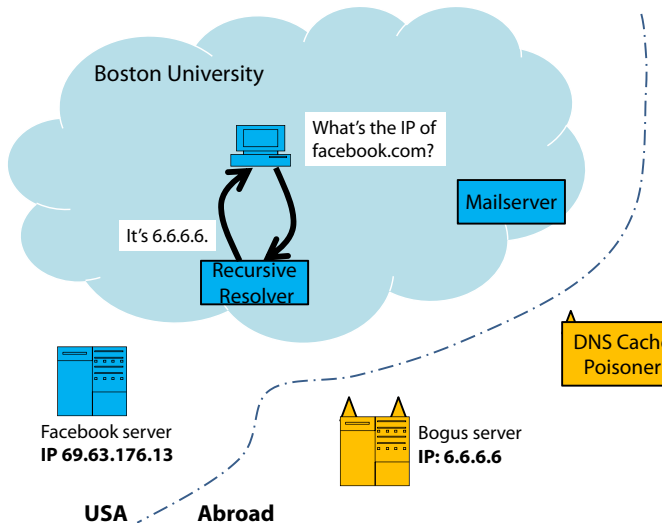 Boston University
What's the IP of
facebook.com?
Mailserver
It's 6.6.6.6.
Recursive
Resolver
DNS Cache
Poisoner
Facebook server
IP 69.63.176.13
Bogus server
IP: 6.6.6.6
USA
Abroad